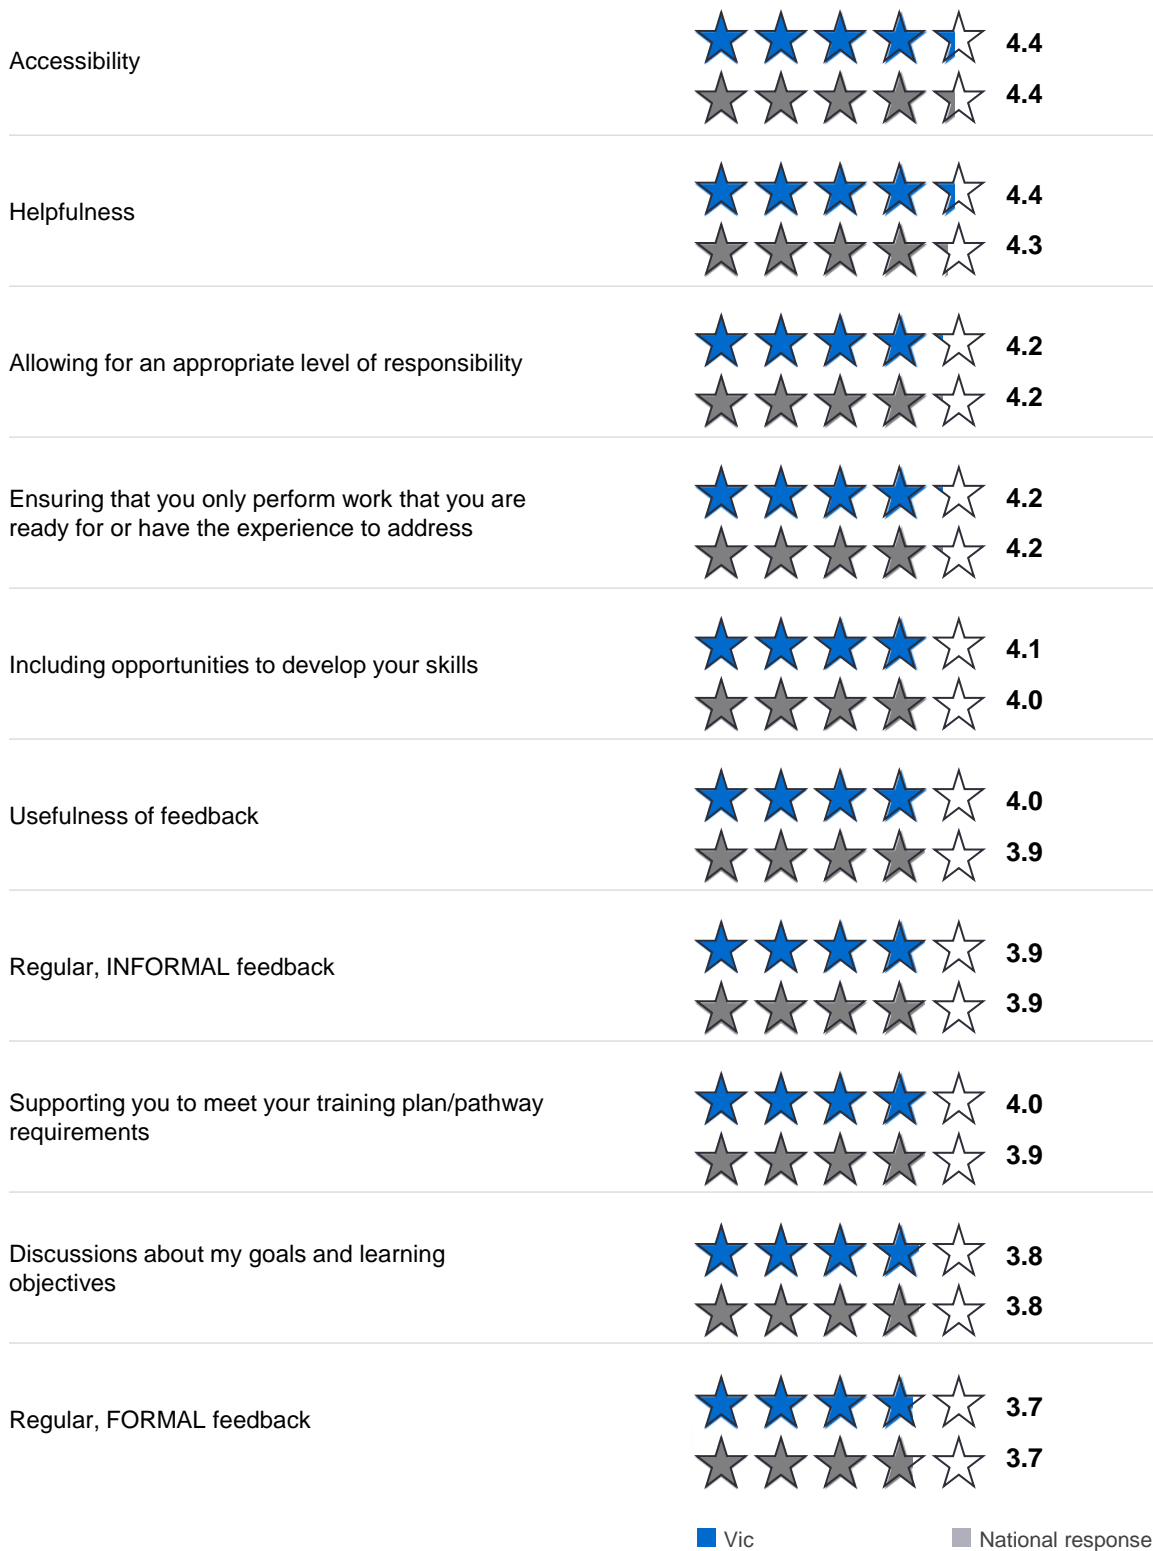 Accessibility
4.4
4.4
Helpfulness
4.4
4.3
Allowing for an appropriate level of responsibility
4.2
4.2
Ensuring that you only perform work that you are
ready for or have the experience to address
4.2
4.2
Including opportunities to develop your skills
4.1
4.0
Usefulness of feedback
4.0
3.9
Regular, INFORMAL feedback
3.9
3.9
Supporting you to meet your training plan/pathway
requirements
4.0
3.9
Discussions about my goals and learning
objectives
3.8
3.8
Regular, FORMAL feedback
3.7
3.7
Vic National response